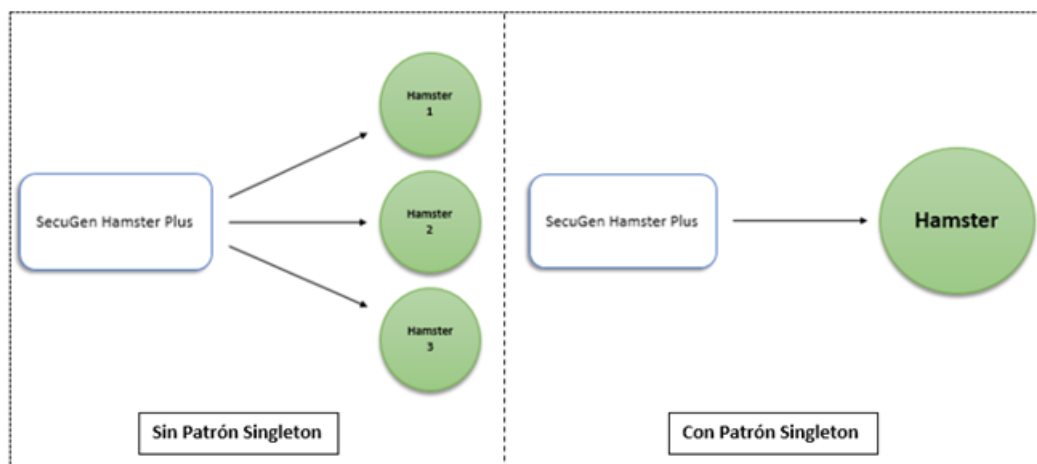 SecuGen Hamster Plus
Hamster
1
Hamster
2
Hamster
3
Sin Patrón Singleton
SecuGen Hamster Plus
Hamster
Con Patrón Singleton